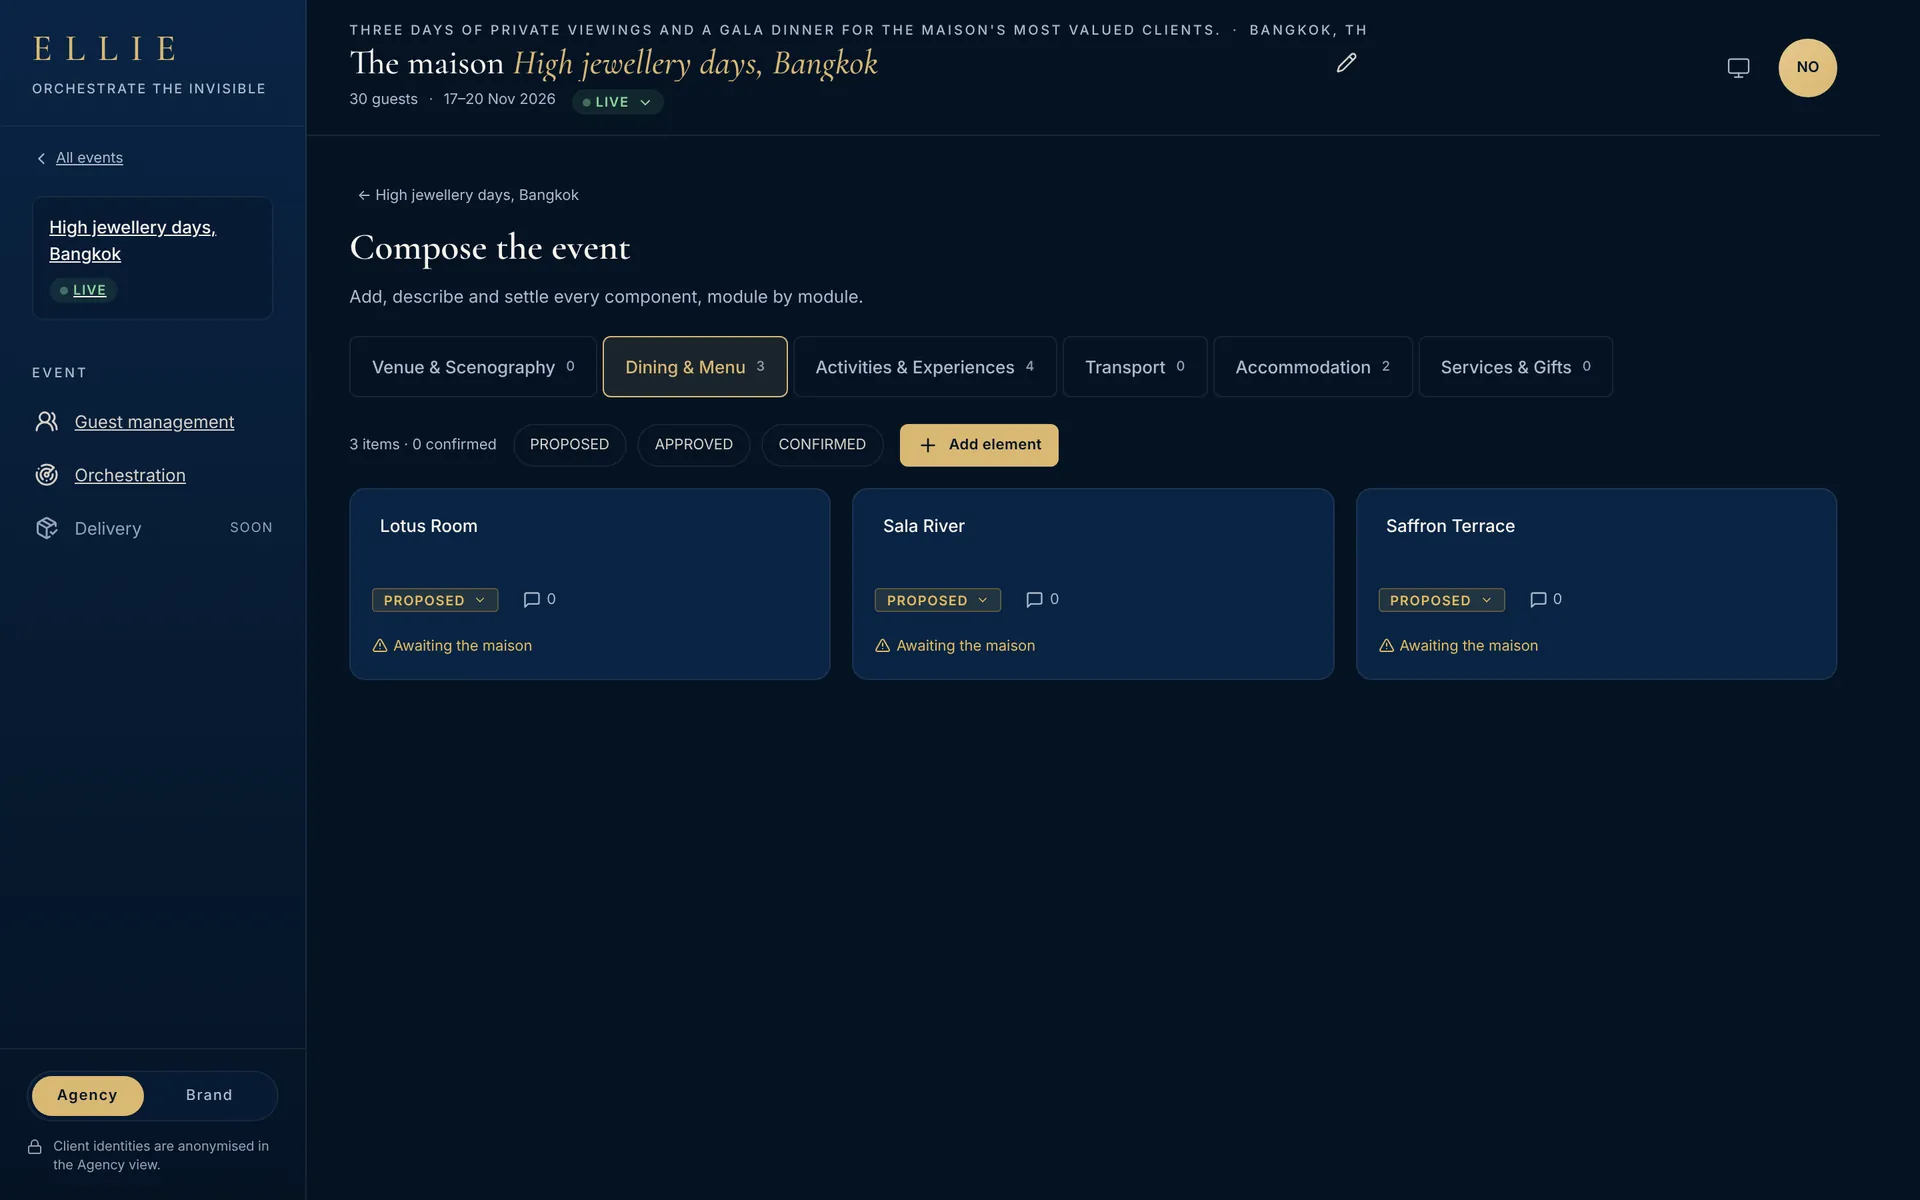 ELLIE
ORCHESTRATE THE INVISIBLE
All events
High jewellery days,
Bangkok
LIVE
EVENT
Guest management
Orchestration
Delivery SOON
Agency Brand
Client identities are anonymised in
the Agency view.
THREE DAYS OF PRIVATE VIEWINGS AND A GALA DINNER FOR THE MAISON'S MOST VALUED CLIENTS. · BANGKOK, TH
The maison High jewellery days, Bangkok
30 guests · 17–20 Nov 2026 LIVE
NO
← High jewellery days, Bangkok
Compose the event
Add, describe and settle every component, module by module.
Venue & Scenography 0 Dining & Menu 3 Activities & Experiences 4 Transport 0 Accommodation 2 Services & Gifts 0
3 items · 0 confirmed PROPOSED APPROVED CONFIRMED + Add element
Lotus Room
PROPOSED 0
Awaiting the maison
Sala River
PROPOSED 0
Awaiting the maison
Saffron Terrace
PROPOSED 0
Awaiting the maison